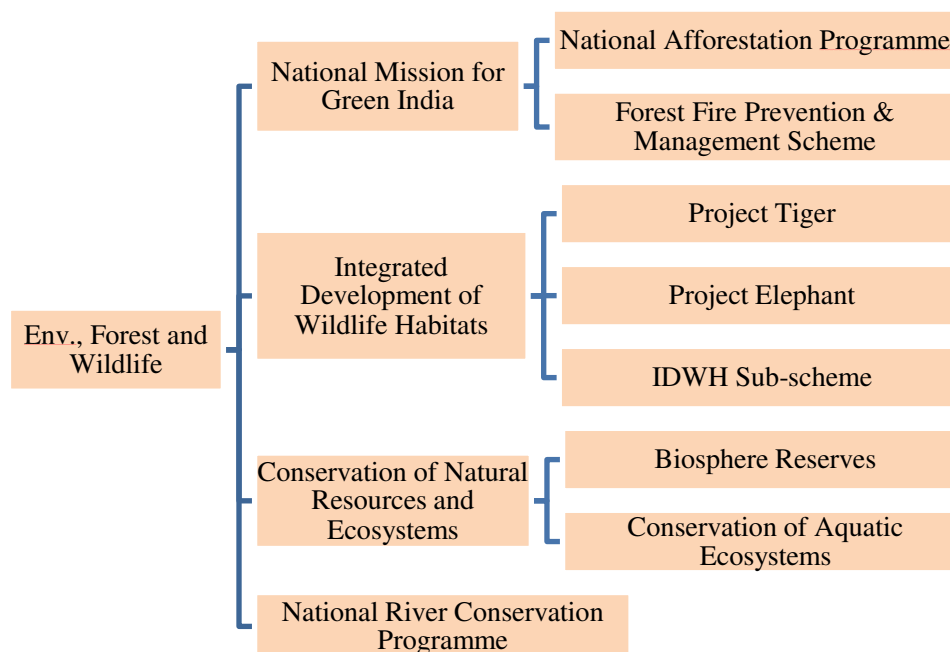 Env., Forest and
Wildlife
National Mission for
Green India
National Afforestation Programme
Forest Fire Prevention &
Management Scheme
Integrated
Development of
Wildlife Habitats
Project Tiger
Project Elephant
IDWH Sub-scheme
Conservation of Natural
Resources and
Ecosystems
Biosphere Reserves
Conservation of Aquatic
Ecosystems
National River Conservation
Programme